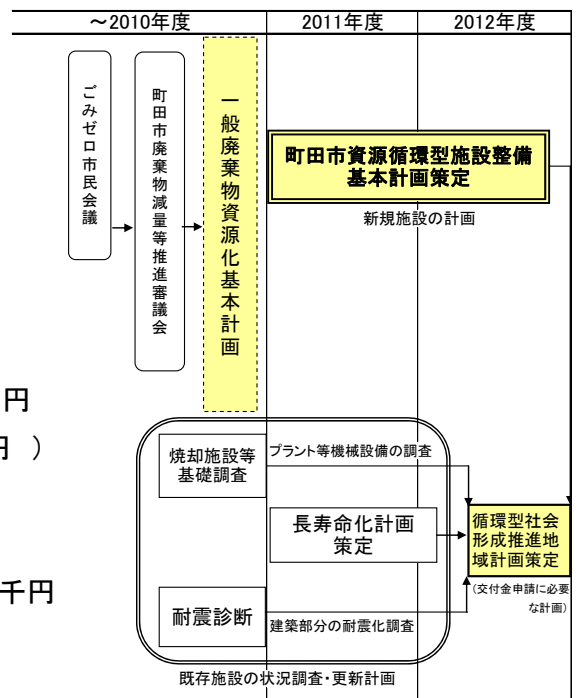 ～2010年度
2011年度
2012年度
ごみゼロ市民会議
町田市廃棄物減量等推進審議会
一般廃棄物資源化基本計画
町田市資源循環型施設整備
基本計画策定
新規施設の計画
円
円　）
千円
焼却施設等
基礎調査
プラント等機械設備の調査
長寿命化計画
策定
循環型社会
形成推進地
域計画策定
（交付金申請に必要
な計画）
耐震診断
建築部分の耐震化調査
既存施設の状況調査・更新計画